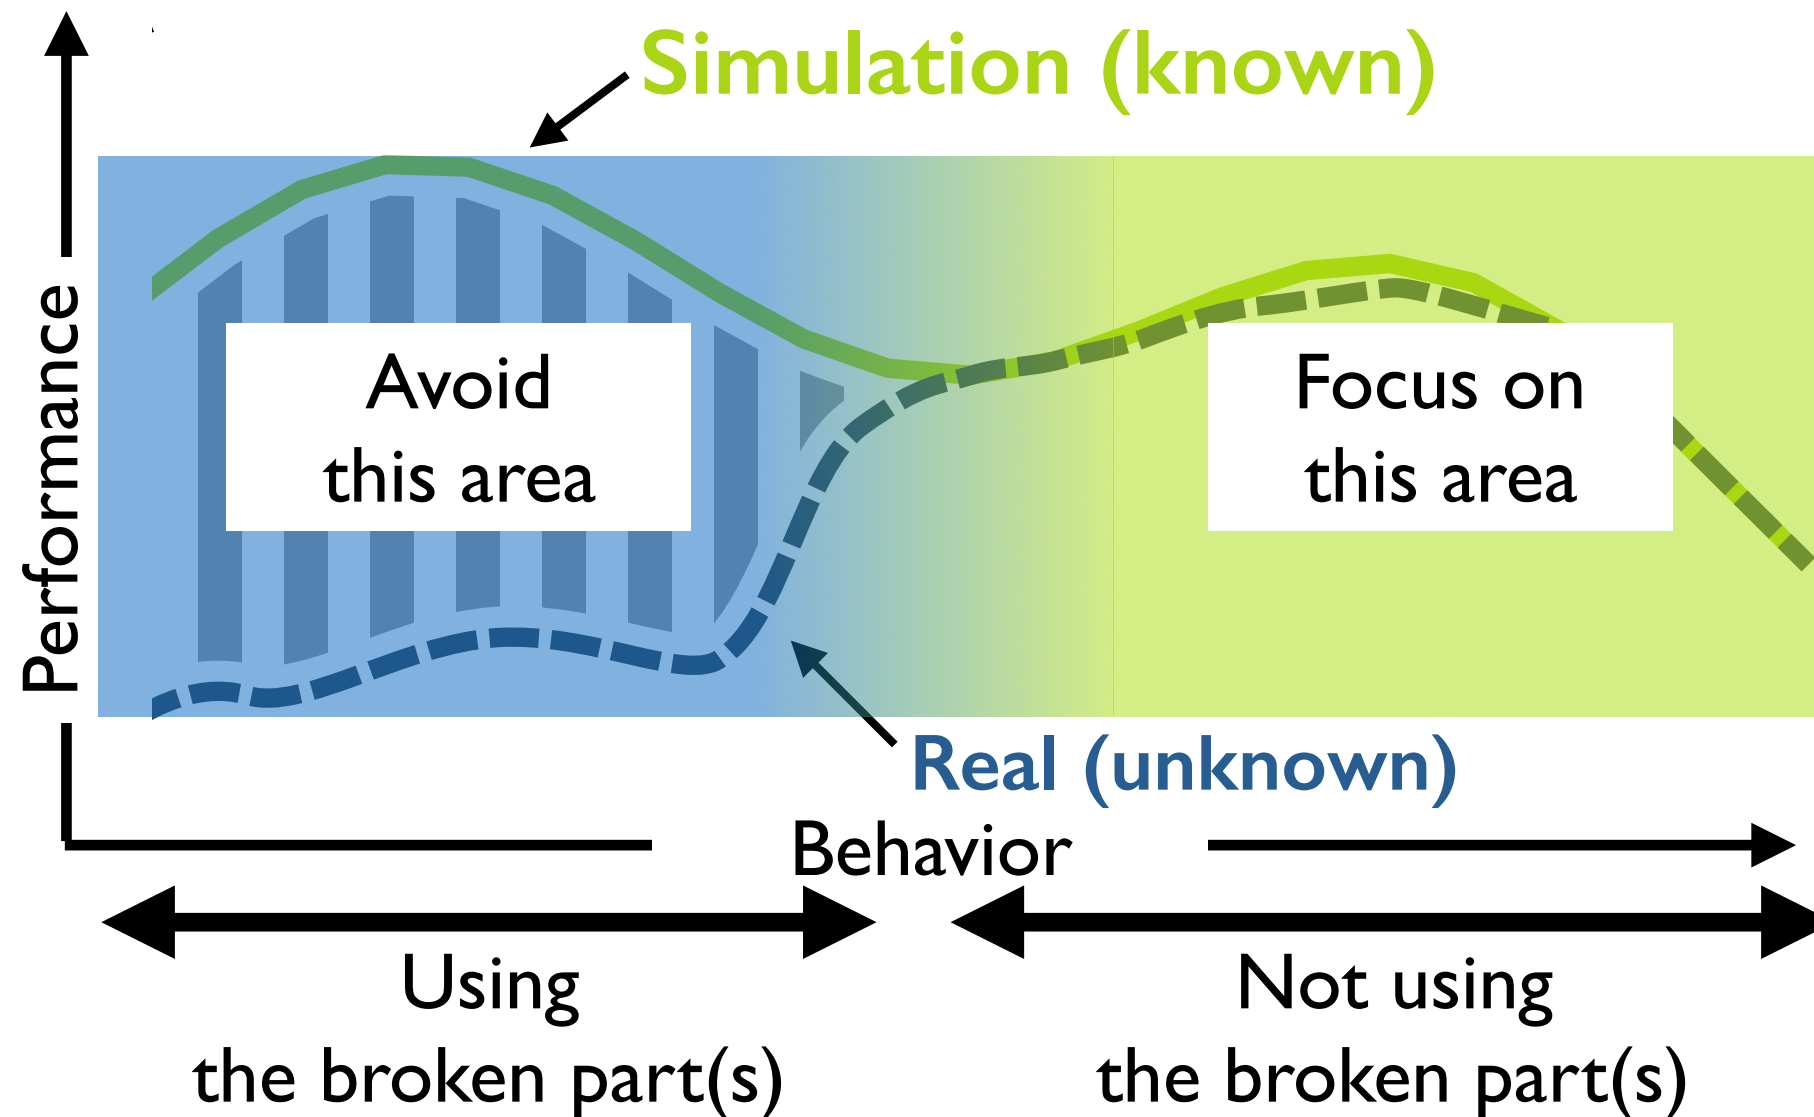 Simulation (known)
Performance
Avoid
this area
Focus on
this area
Real (unknown)
Behavior
Using
the broken part(s)
Not using
the broken part(s)